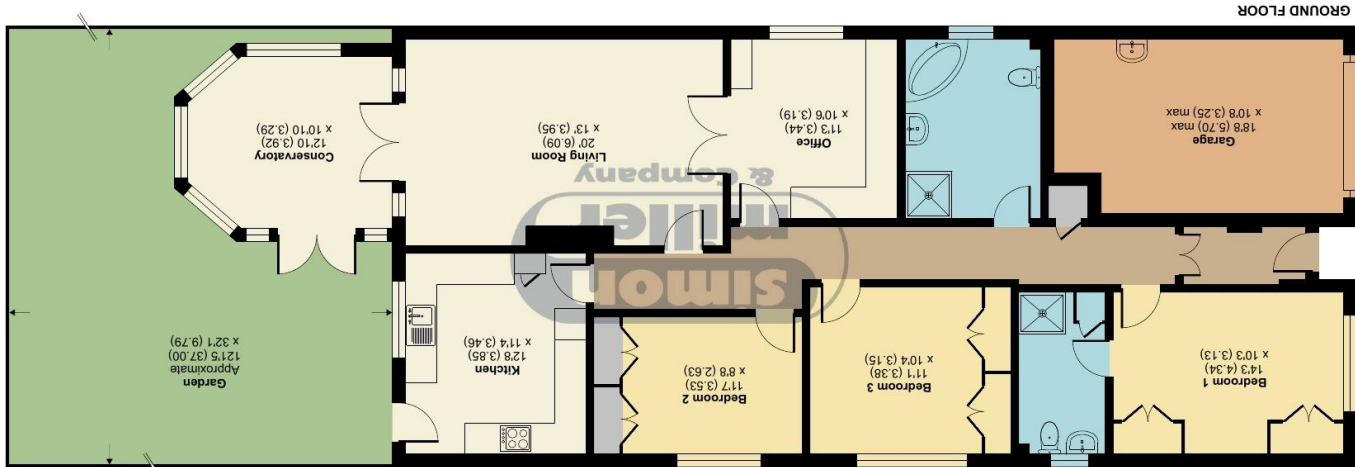 GROUND FLOOR
Garage
18'8 (5.70) max
x 10'8 (3.25) max
Office
11'3 (3.44)
x 10'6 (3.19)
Living Room
20' (6.09)
x 13' (3.95)
Conservatory
12'10 (3.92)
x 10'10 (3.29)
simon
miller
& Company
Bedroom 1
14'3 (4.34)
x 10'3 (3.13)
Bedroom 3
11'1 (3.38)
x 10'4 (3.15)
Bedroom 2
11'7 (3.53)
x 8'8 (2.63)
Kitchen
12'8 (3.85)
x 11'4 (3.46)
Garden
Approximate
121'5 (37.00)
x 32'1 (9.79)